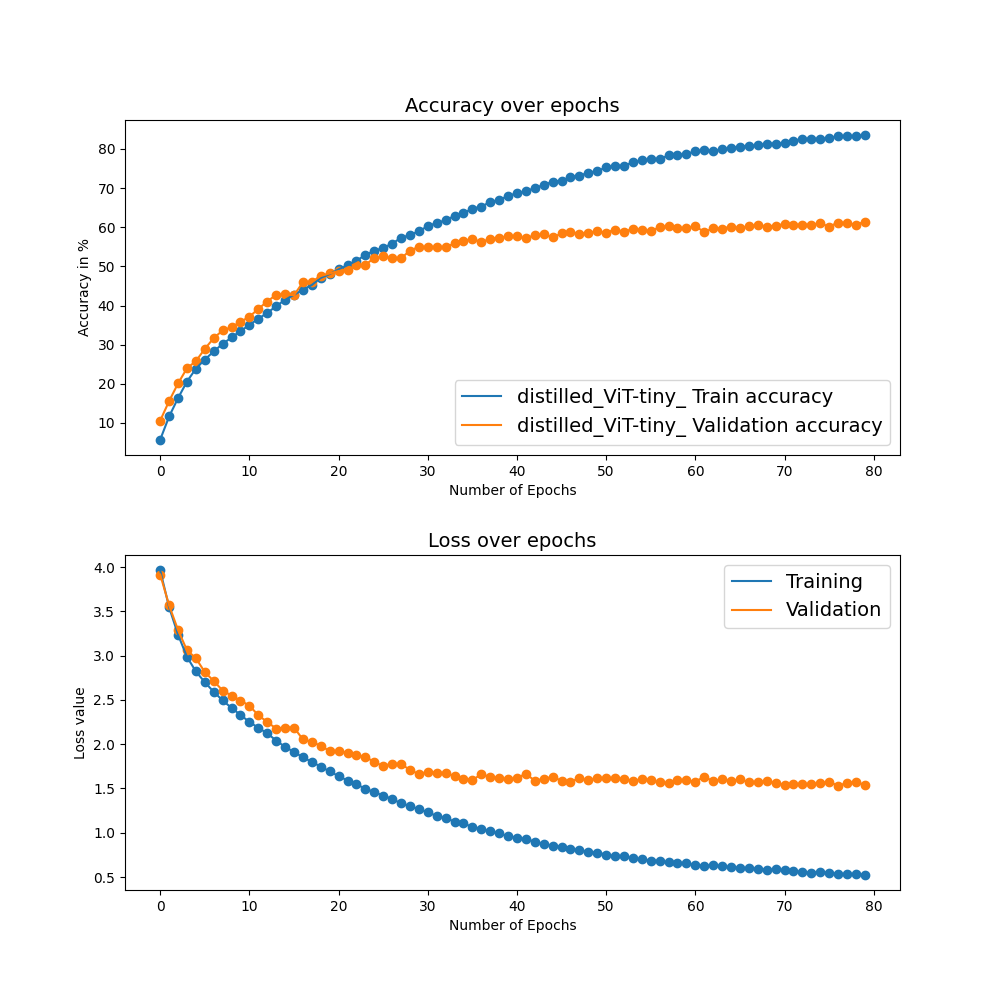 Accuracy over epochs
80
70
60
50
40
30
20
10
Accuracy in %
distilled_ViT-tiny_ Train accuracy
distilled_ViT-tiny_ Validation accuracy
0 10 20 30 40 50 60 70 80
Number of Epochs
Loss over epochs
4.0
3.5
3.0
2.5
2.0
1.5
1.0
0.5
Loss value
Training
Validation
0 10 20 30 40 50 60 70 80
Number of Epochs